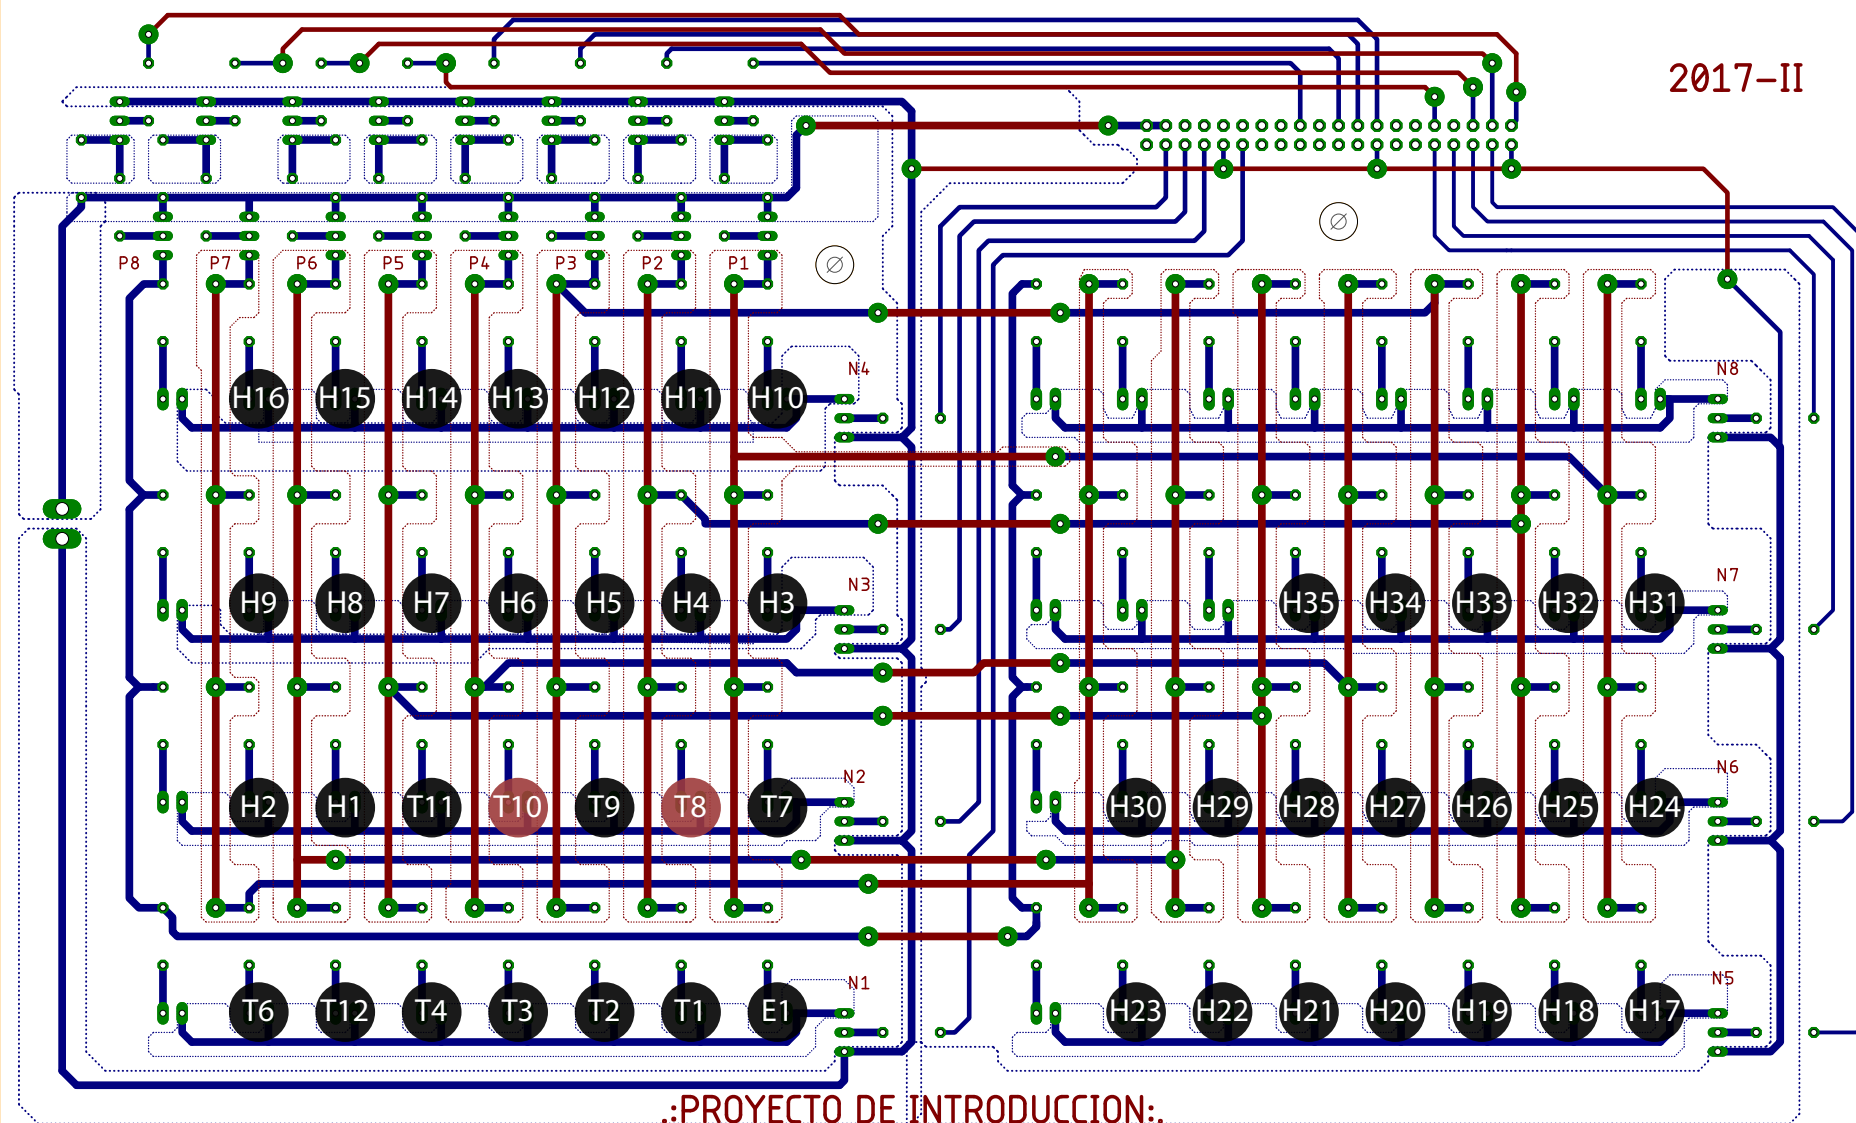 2017-II
P8 P7 P6 P5 P4 P3 P2 P1
N4 N8
H16 H15 H14 H13 H12 H11 H10
N3 N7
H9 H8 H7 H6 H5 H4 H3 H35 H34 H33 H32 H31
N2 N6
H2 H1 T11 T10 T9 T8 T7 H30 H29 H28 H27 H26 H25 H24
N1 N5
T6 T12 T4 T3 T2 T1 E1 H23 H22 H21 H20 H19 H18 H17
.:PROYECTO DE INTRODUCCION:.